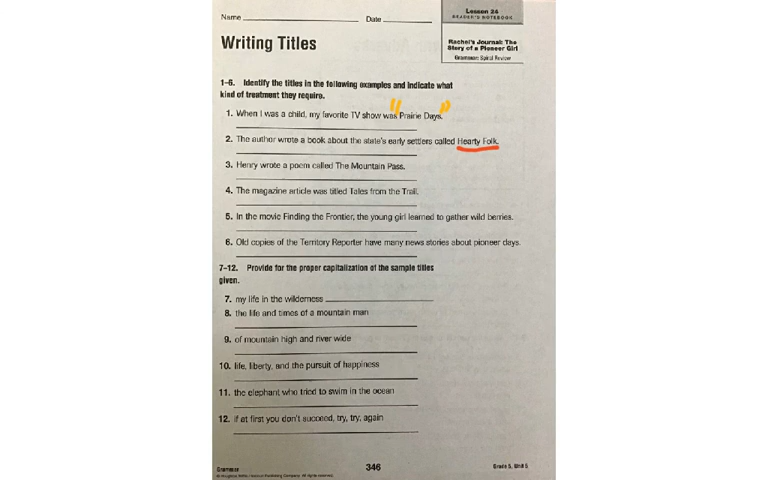 Name Date
Lesson 24
READER'S NOTEBOOK
Writing Titles
Rachel's Journal: The
Story of a Pioneer Girl
Grammar: Spiral Review
1–6. Identify the titles in the following examples and indicate what
kind of treatment they require.
1. When I was a child, my favorite TV show was "Prairie Days."
2. The author wrote a book about the state's early settlers called Hearty Folk.
3. Henry wrote a poem called The Mountain Pass.
4. The magazine article was titled Tales from the Trail.
5. In the movie Finding the Frontier, the young girl learned to gather wild berries.
6. Old copies of the Territory Reporter have many news stories about pioneer days.
7–12. Provide for the proper capitalization of the sample titles
given.
7. my life in the wilderness
8. the life and times of a mountain man
9. of mountain high and river wide
10. life, liberty, and the pursuit of happiness
11. the elephant who tried to swim in the ocean
12. if at first you don't succeed, try, try, again
Grammar 346 Grade 5, Unit 5
© Houghton Mifflin Harcourt Publishing Company. All rights reserved.